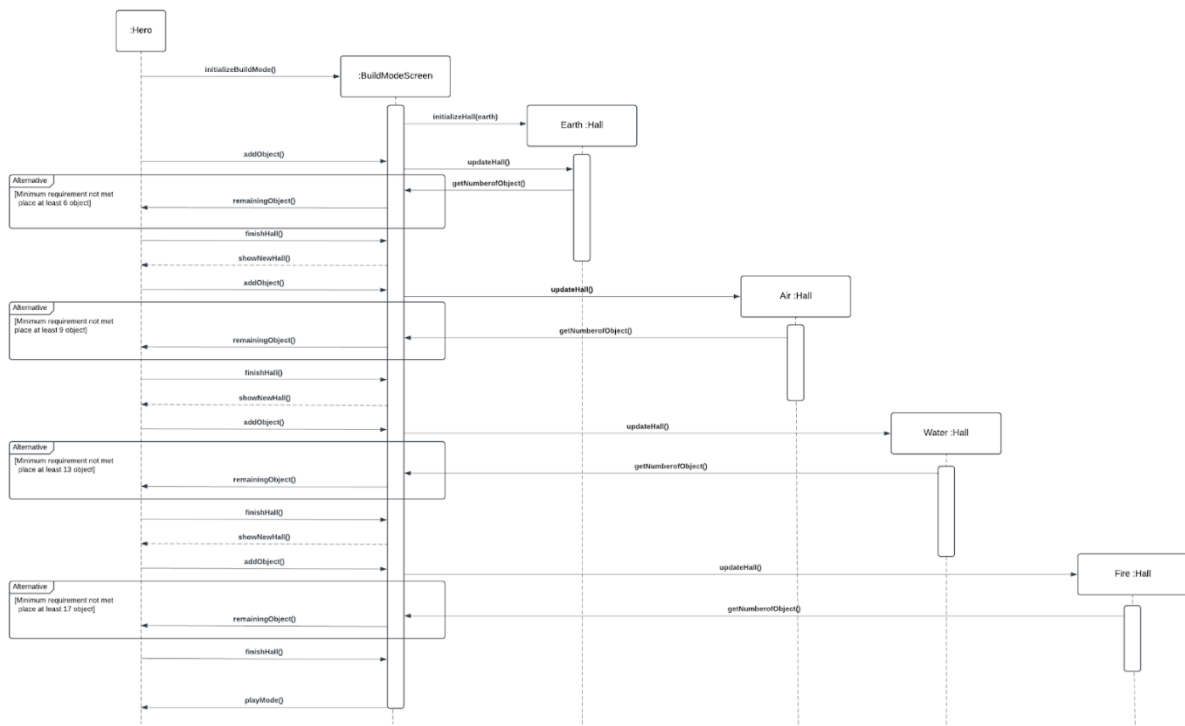 :Hero
initializeBuildMode()
:BuildModeScreen
initializeHall(earth)
Earth :Hall
addObject()
updateHall()
Alternative
[Minimum requirement not met
place at least 6 object]
getNumberofObject()
remainingObject()
finishHall()
showNewHall()
addObject()
updateHall()
Air :Hall
Alternative
[Minimum requirement not met
place at least 9 object]
getNumberofObject()
remainingObject()
finishHall()
showNewHall()
addObject()
updateHall()
Water :Hall
Alternative
[Minimum requirement not met
place at least 13 object]
getNumberofObject()
remainingObject()
finishHall()
showNewHall()
addObject()
updateHall()
Fire :Hall
Alternative
[Minimum requirement not met
place at least 17 object]
getNumberofObject()
remainingObject()
finishHall()
playMode()